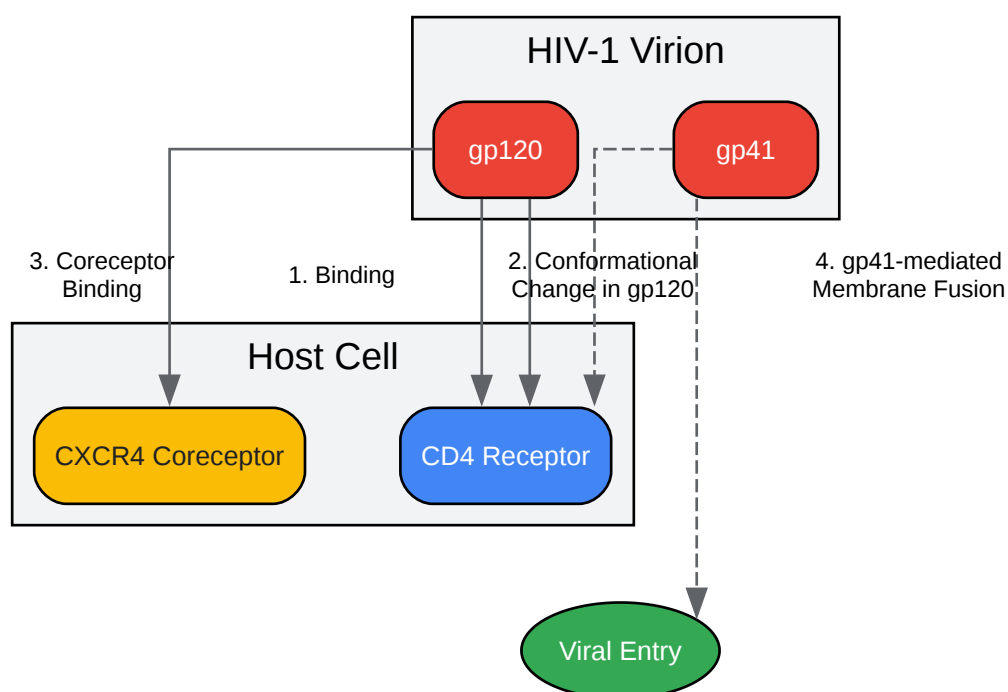 HIV-1 Virion
gp120
gp41
3. Coreceptor
Binding
1. Binding
2. Conformational
Change in gp120
4. gp41-mediated
Membrane Fusion
Host Cell
CXCR4 Coreceptor
CD4 Receptor
Viral Entry